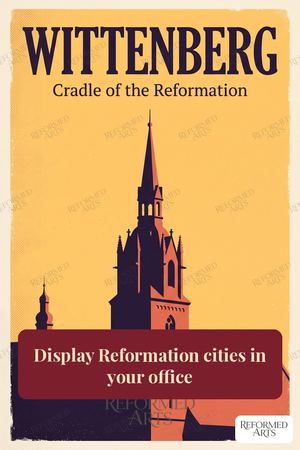 WITTENBERG
Cradle of the Reformation
Display Reformation cities in
your office
REFORMED
ARTS
REFORMED
ARTS